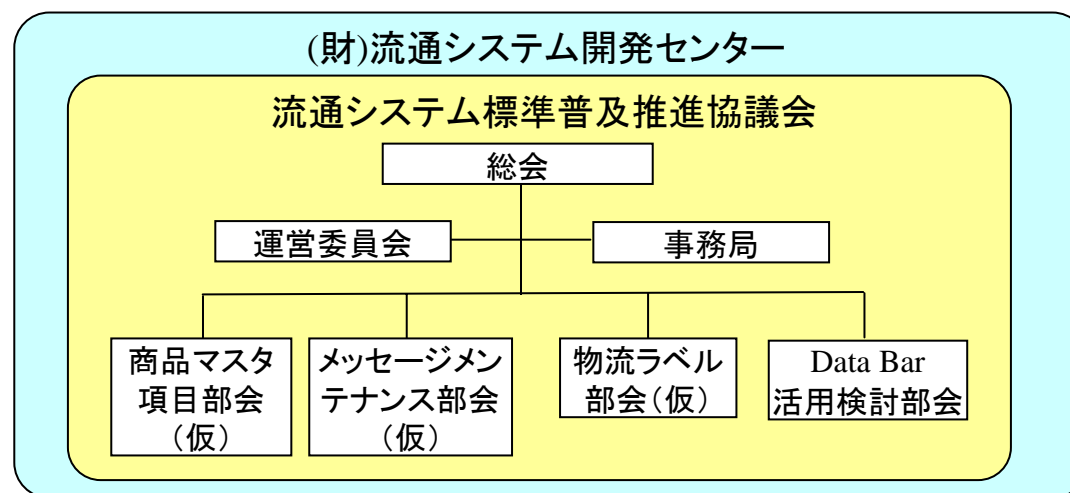 (財)流通システム開発センター
流通システム標準普及推進協議会
総会
運営委員会
事務局
商品マスタ
項目部会
（仮）
メッセージメン
テナンス部会
（仮）
物流ラベル
部会（仮）
Data Bar
活用検討部会